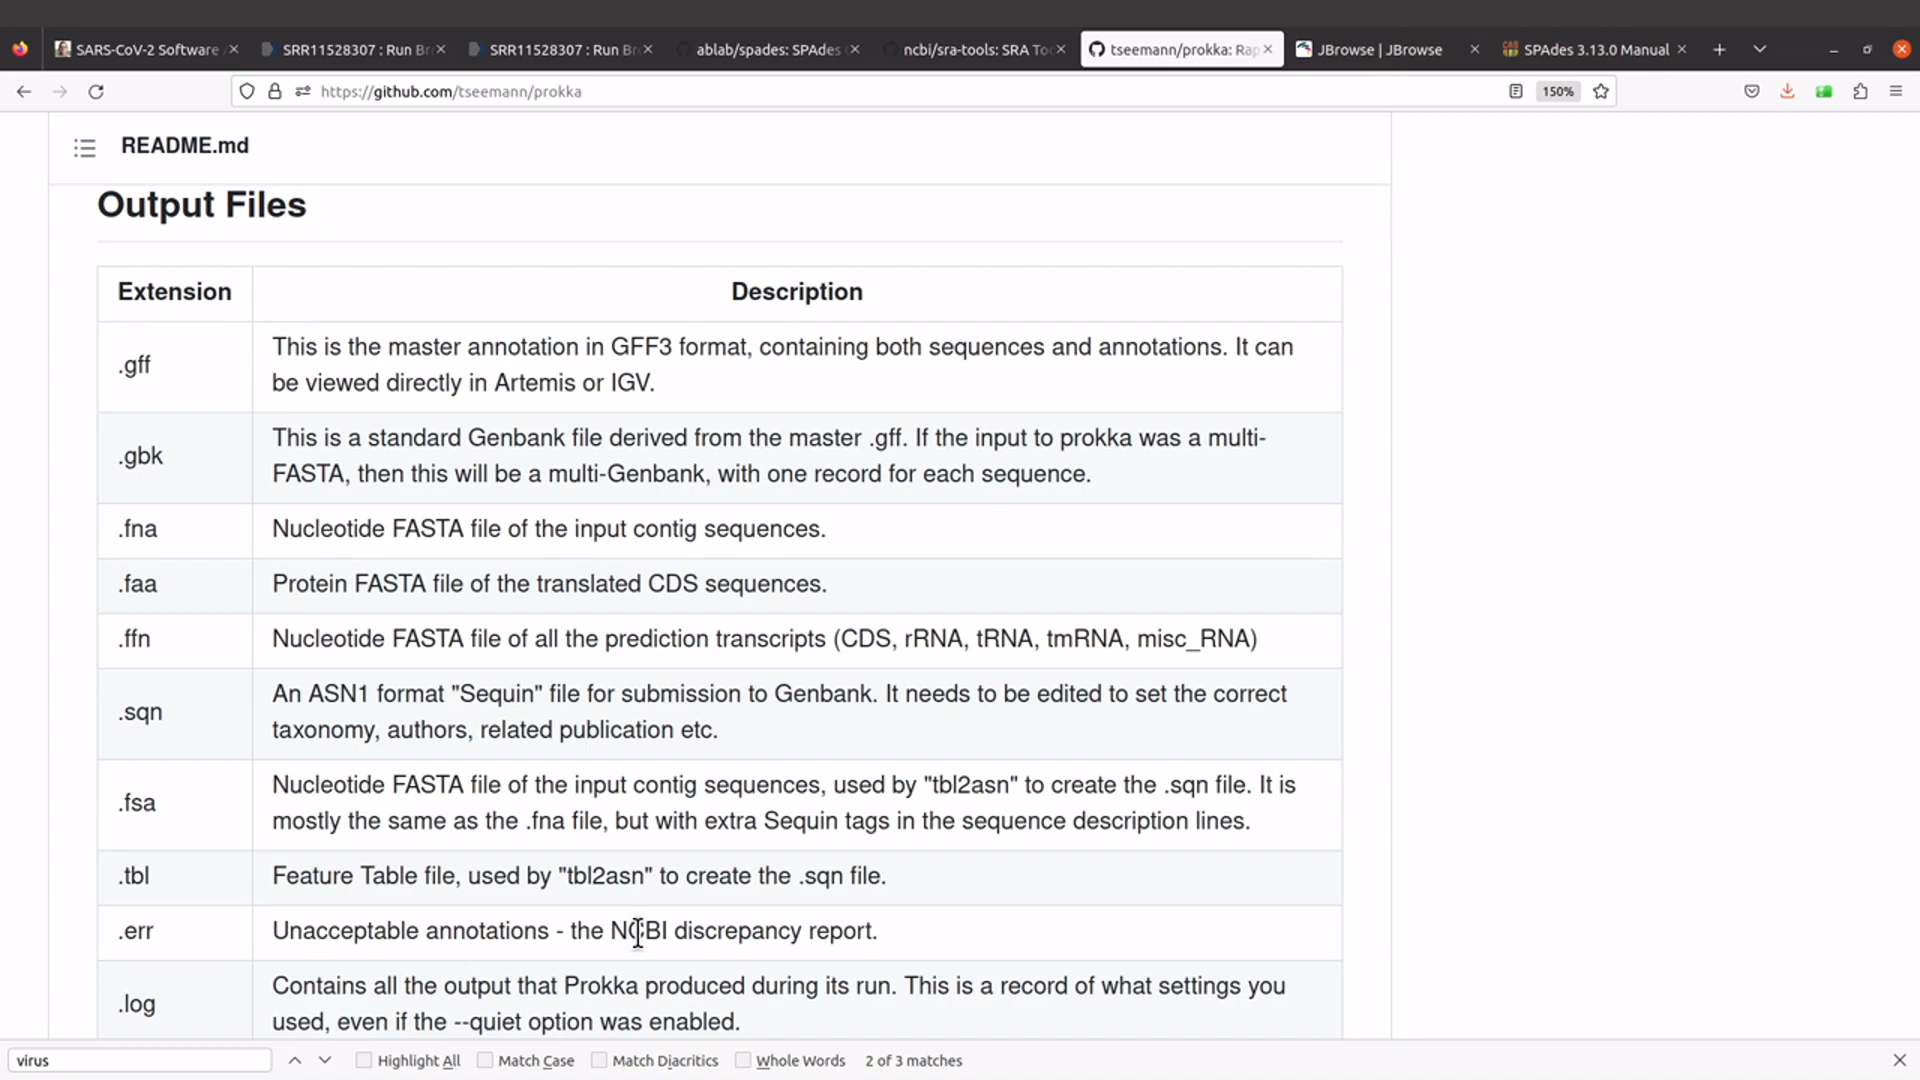 SARS-CoV-2 Software
SRR11528307 : Run Br
SRR11528307 : Run Br
ablab/spades: SPAdes
ncbi/sra-tools: SRA To
tseemann/prokka: Rap
JBrowse | JBrowse
SPAdes 3.13.0 Manual
https://github.com/tseemann/prokka
150%
README.md
Output Files
Extension
Description
.gff
This is the master annotation in GFF3 format, containing both sequences and annotations. It can
be viewed directly in Artemis or IGV.
.gbk
This is a standard Genbank file derived from the master .gff. If the input to prokka was a multi-
FASTA, then this will be a multi-Genbank, with one record for each sequence.
.fna
Nucleotide FASTA file of the input contig sequences.
.faa
Protein FASTA file of the translated CDS sequences.
.ffn
Nucleotide FASTA file of all the prediction transcripts (CDS, rRNA, tRNA, tmRNA, misc_RNA)
.sqn
An ASN1 format "Sequin" file for submission to Genbank. It needs to be edited to set the correct
taxonomy, authors, related publication etc.
.fsa
Nucleotide FASTA file of the input contig sequences, used by "tbl2asn" to create the .sqn file. It is
mostly the same as the .fna file, but with extra Sequin tags in the sequence description lines.
.tbl
Feature Table file, used by "tbl2asn" to create the .sqn file.
.err
Unacceptable annotations - the NCBI discrepancy report.
.log
Contains all the output that Prokka produced during its run. This is a record of what settings you
used, even if the --quiet option was enabled.
virus
Highlight All
Match Case
Match Diacritics
Whole Words
2 of 3 matches